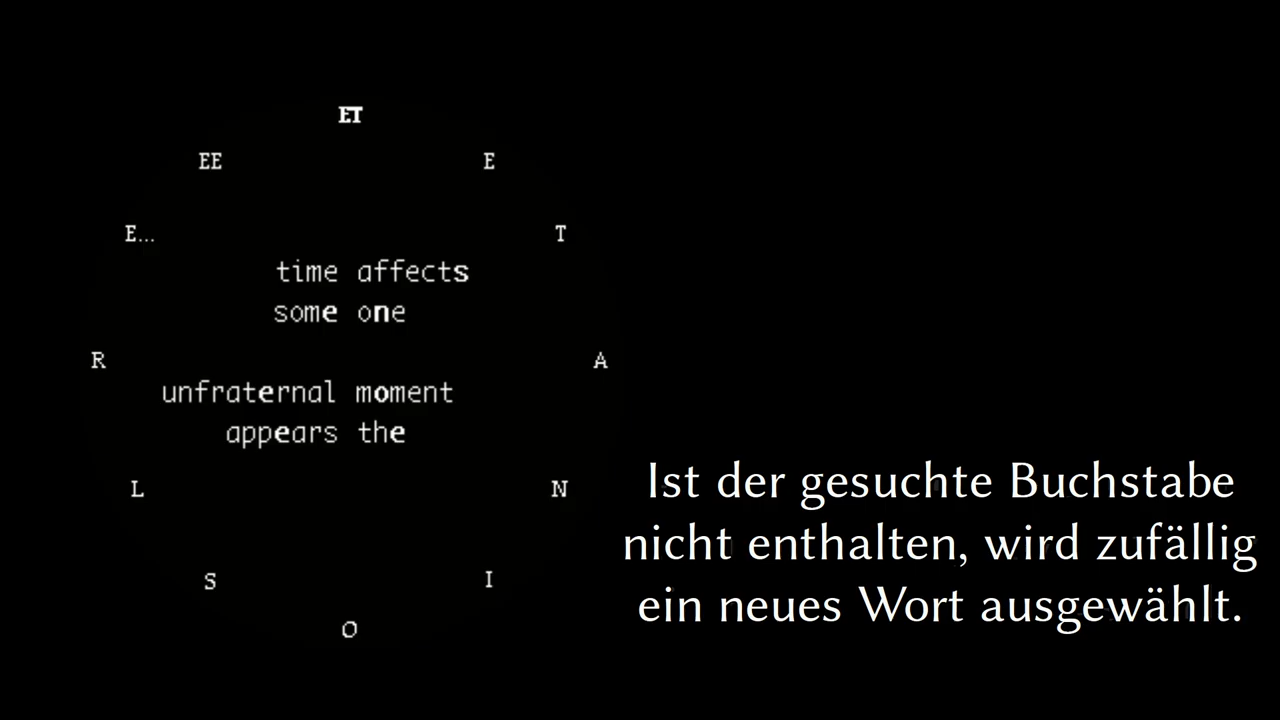 ET
EE
E
E...
T
time affects
some one
R
A
unfraternal moment
appears the
L
N
S
I
O
Ist der gesuchte Buchstabe
nicht enthalten, wird zufällig
ein neues Wort ausgewählt.